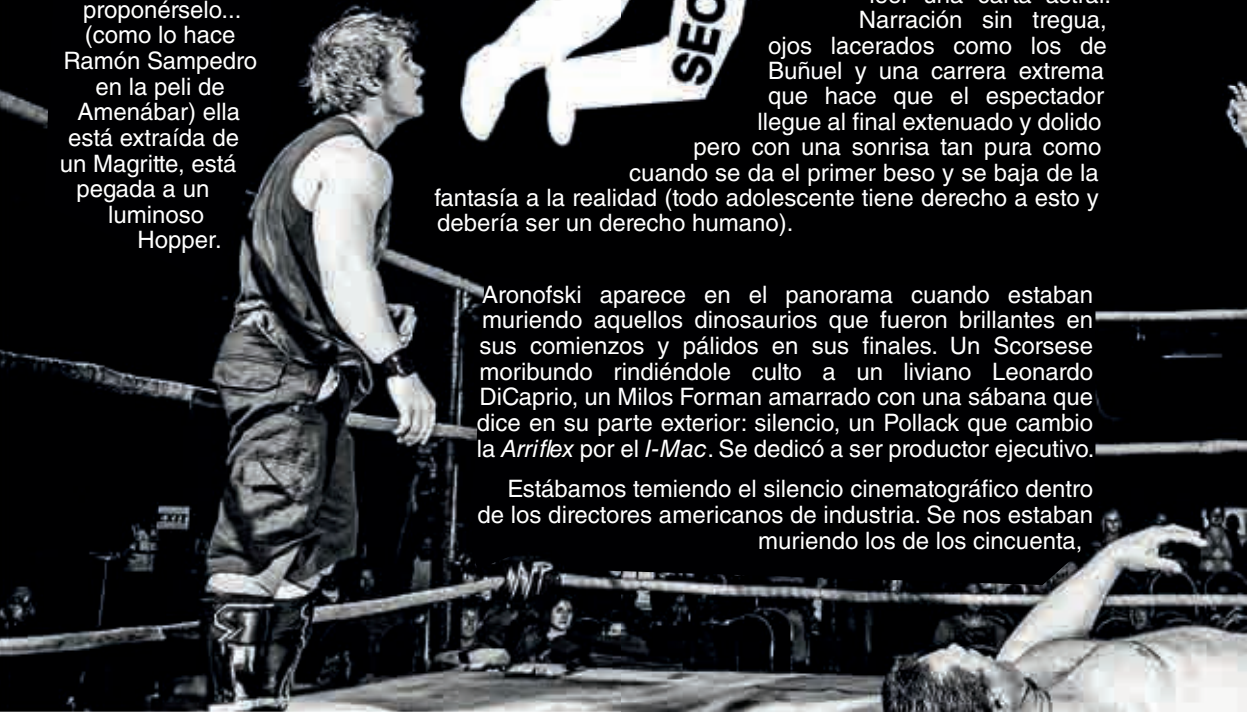 proponérselo...
(como lo hace
Ramón Sampedro
en la peli de
Amenábar) ella
está extraída de
un Magritte, está
pegada a un
luminoso
Hopper.
SEC
leer una carta astral.
Narración sin tregua,
ojos lacerados como los de
Buñuel y una carrera extrema
que hace que el espectador
llegue al final extenuado y dolido
pero con una sonrisa tan pura como
cuando se da el primer beso y se baja de la
fantasía a la realidad (todo adolescente tiene derecho a esto y
debería ser un derecho humano).
Aronofski aparece en el panorama cuando estaban
muriendo aquellos dinosaurios que fueron brillantes en
sus comienzos y pálidos en sus finales. Un Scorsese
moribundo rindiéndole culto a un liviano Leonardo
DiCaprio, un Milos Forman amarrado con una sábana que
dice en su parte exterior: silencio, un Pollack que cambio
la Arriflex por el I-Mac. Se dedicó a ser productor ejecutivo.
Estábamos temiendo el silencio cinematográfico dentro
de los directores americanos de industria. Se nos estaban
muriendo los de los cincuenta,